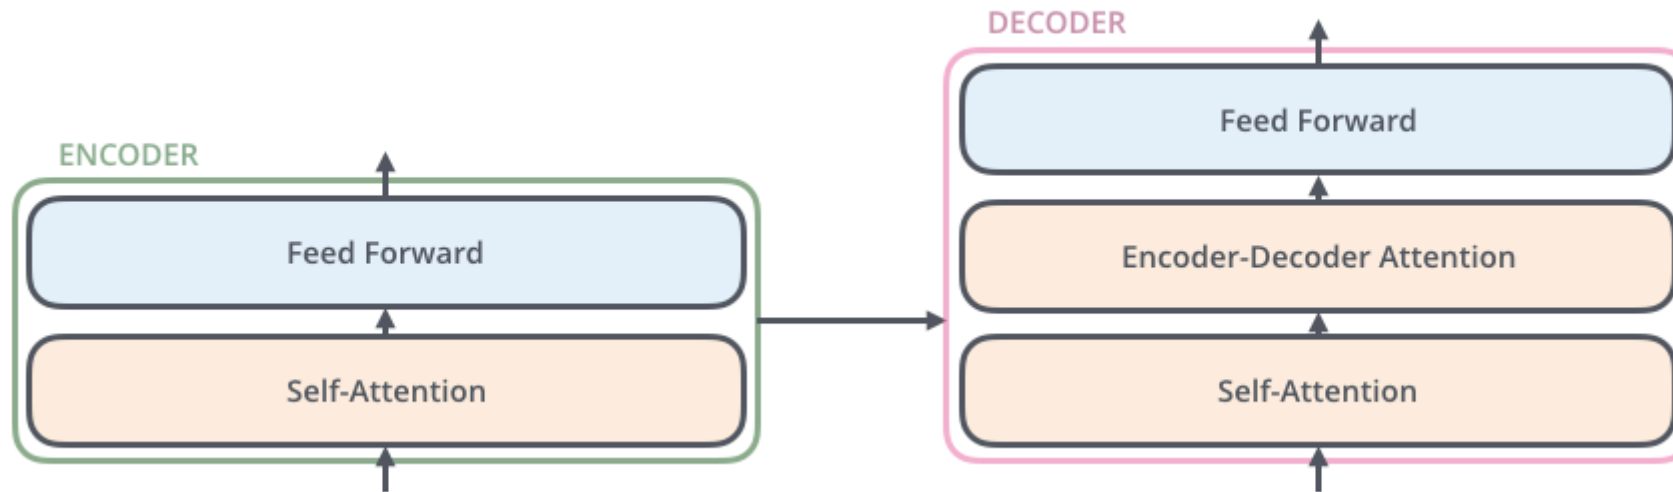 ENCODER
Feed Forward
Self-Attention
DECODER
Feed Forward
Encoder-Decoder Attention
Self-Attention